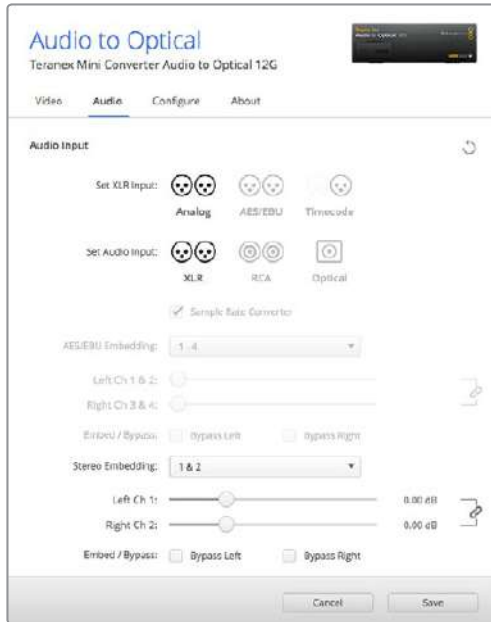 Audio to Optical
Teranex Mini Converter Audio to Optical 12G
Video Audio Configure About
Audio Input
Set XLR Input:
Analog AES/EBU Timecode
Set Audio Input:
XLR RCA Optical
Sample Rate Converter
AES/EBU Embedding: 1 - 4
Left Ch 1 & 2:
Right Ch 3 & 4:
Embed / Bypass: Bypass Left Bypass Right
Stereo Embedding: 1 & 2
Left Ch 1: 0.00 dB
Right Ch 2: 0.00 dB
Embed / Bypass: Bypass Left Bypass Right
Cancel Save